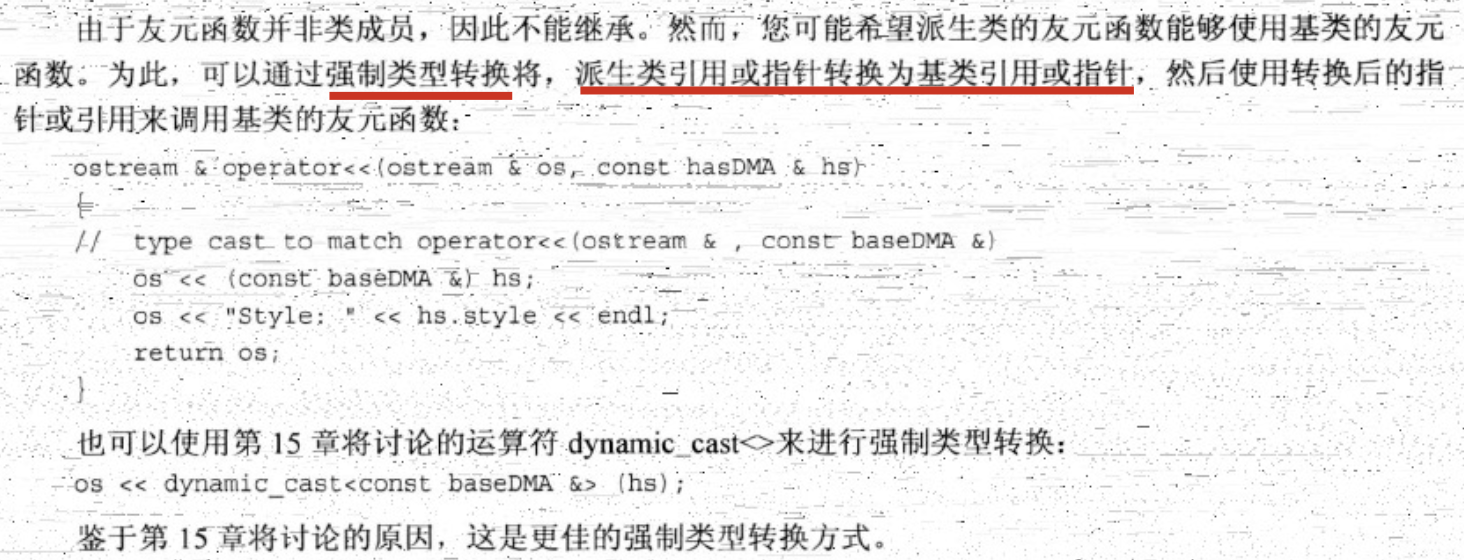 由于友元函数并非类成员，因此不能继承。然而，您可能希望派生类的友元函数能够使用基类的友元
函数。为此，可以通过强制类型转换将，派生类引用或指针转换为基类引用或指针，然后使用转换后的指
针或引用来调用基类的友元函数：
ostream & operator<<(ostream & os, const hasDMA & hs)
{
// type cast to match operator<<(ostream & , const baseDMA &)
os << (const baseDMA &) hs;
os << "Style: " << hs.style << endl;
return os;
}
也可以使用第 15 章将讨论的运算符 dynamic_cast<>来进行强制类型转换：
os << dynamic_cast<const baseDMA &> (hs);
鉴于第 15 章将讨论的原因，这是更佳的强制类型转换方式。